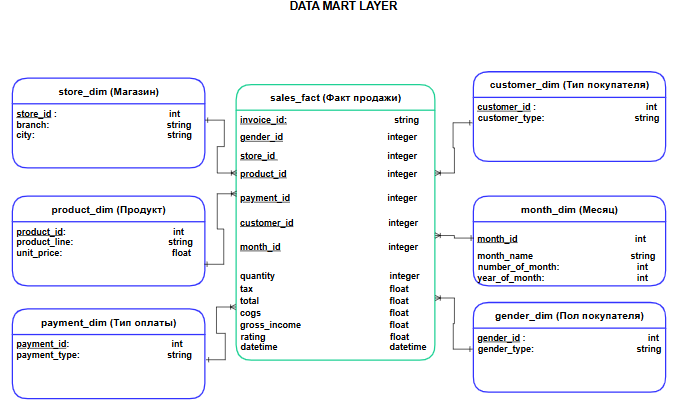 DATA MART LAYER
store_dim (Магазин)
store_id : int
branch: string
city: string
product_dim (Продукт)
product_id: int
product_line: string
unit_price: float
payment_dim (Тип оплаты)
payment_id: int
payment_type: string
sales_fact (Факт продажи)
invoice_id: string
gender_id integer
store_id integer
product_id integer
payment_id integer
customer_id integer
month_id integer
quantity integer
tax float
total float
cogs float
gross_income float
rating float
datetime datetime
customer_dim (Тип покупателя)
customer_id : int
customer_type: string
month_dim (Месяц)
month_id int
month_name string
number_of_month: int
year_of_month: int
gender_dim (Пол покупателя)
gender_id : int
gender_type: string